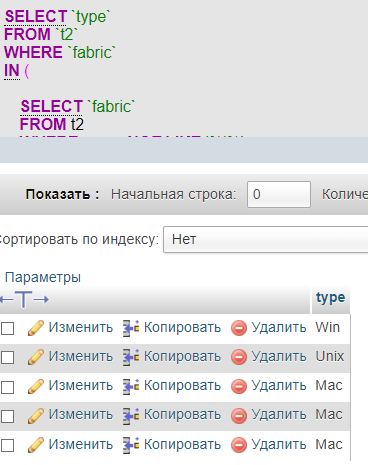 SELECT `type`
FROM `t2`
WHERE `fabric`
IN (
SELECT `fabric`
FROM t2
Показать : Начальная строка: 0 Количе
Сортировать по индексу: Нет
Параметры
←T→ type
Изменить Копировать Удалить Win
Изменить Копировать Удалить Unix
Изменить Копировать Удалить Mac
Изменить Копировать Удалить Mac
Изменить Копировать Удалить Mac